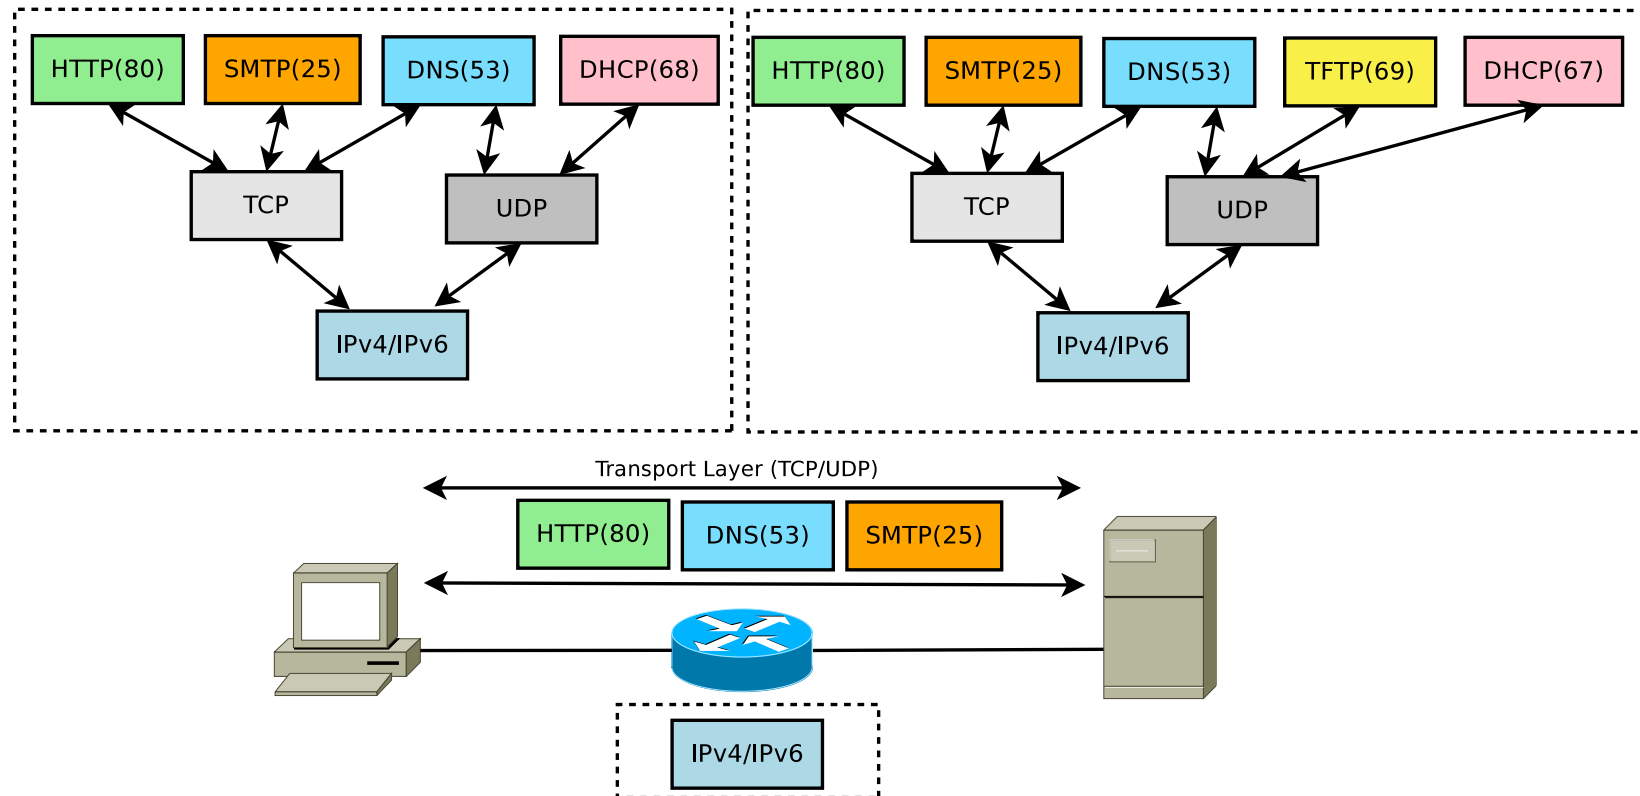 HTTP(80)
SMTP(25)
DNS(53)
DHCP(68)
TCP
UDP
IPv4/IPv6
HTTP(80)
SMTP(25)
DNS(53)
TFTP(69)
DHCP(67)
TCP
UDP
IPv4/IPv6
Transport Layer (TCP/UDP)
HTTP(80)
DNS(53)
SMTP(25)
IPv4/IPv6